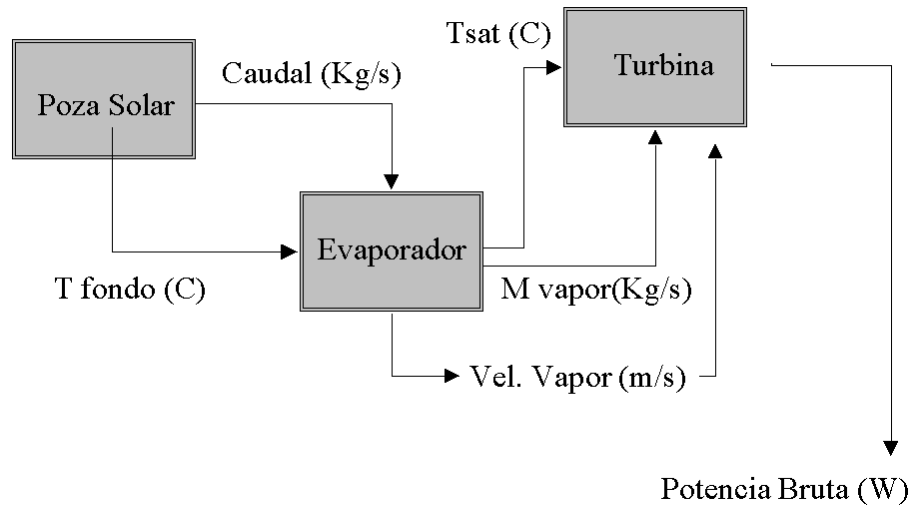 Tsat (C)
Turbina
Caudal (Kg/s)
Poza Solar
Evaporador
T fondo (C)
M vapor(Kg/s)
Vel. Vapor (m/s)
Potencia Bruta (W)